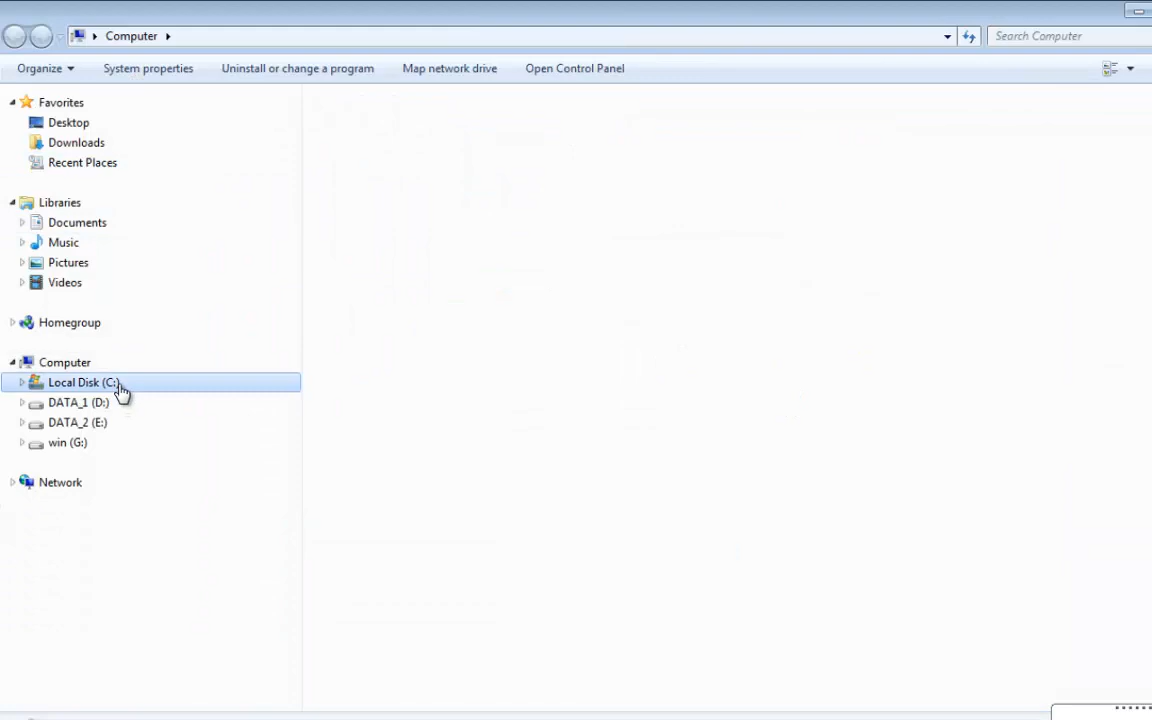 Computer
Search Computer
Organize
System properties
Uninstall or change a program
Map network drive
Open Control Panel
Favorites
Desktop
Downloads
Recent Places
Libraries
Documents
Music
Pictures
Videos
Homegroup
Computer
Local Disk (C:)
DATA_1 (D:)
DATA_2 (E:)
win (G:)
Network